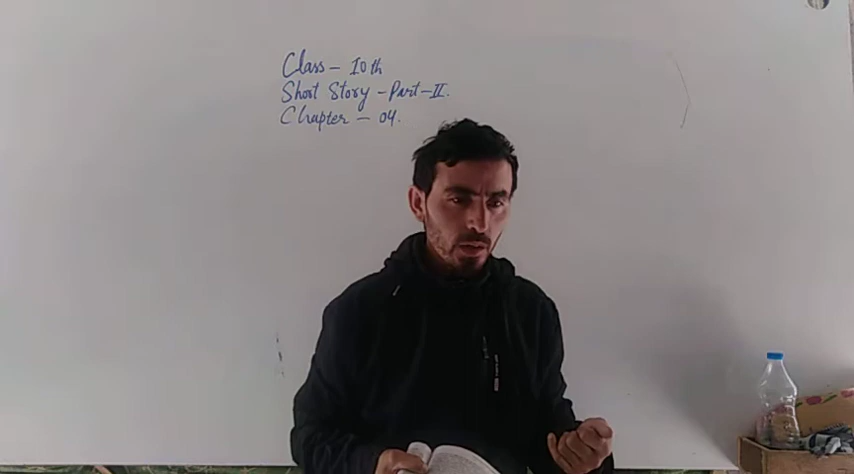 Class - 10th
Short Story - Part - II.
Chapter - 04.